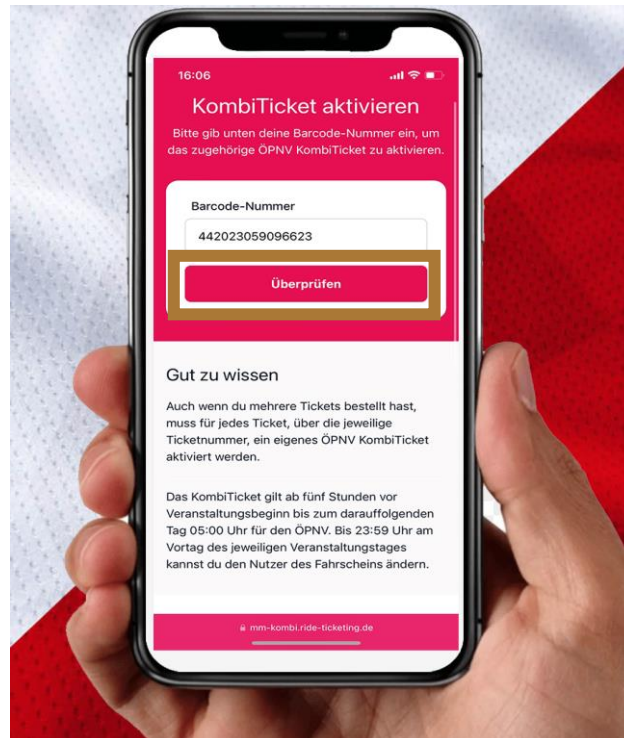 16:06
KombiTicket aktivieren
Bitte gib unten deine Barcode-Nummer ein, um
das zugehörige ÖPNV KombiTicket zu aktivieren.
Barcode-Nummer
442023059096623
Überprüfen
Gut zu wissen
Auch wenn du mehrere Tickets bestellt hast,
muss für jedes Ticket, über die jeweilige
Ticketnummer, ein eigenes ÖPNV KombiTicket
aktiviert werden.
Das KombiTicket gilt ab fünf Stunden vor
Veranstaltungsbeginn bis zum darauffolgenden
Tag 05:00 Uhr für den ÖPNV. Bis 23:59 Uhr am
Vortag des jeweiligen Veranstaltungstages
kannst du den Nutzer des Fahrscheins ändern.
mm-kombi.ride-ticketing.de